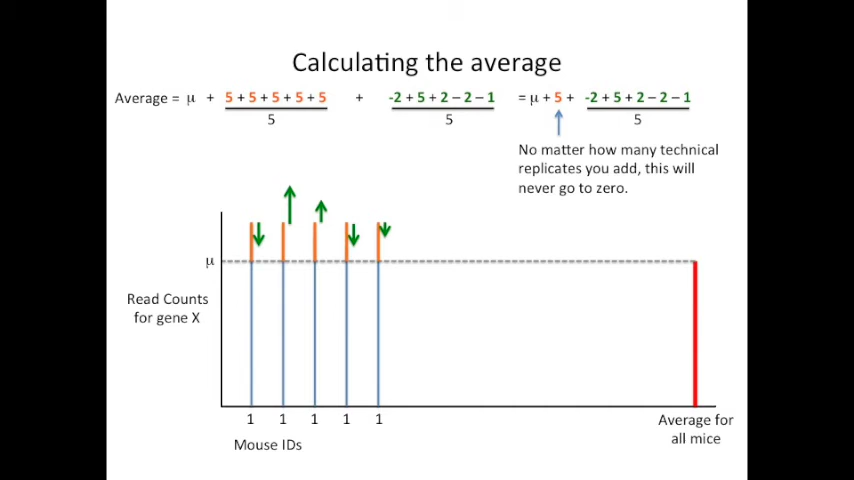 Calculating the average
Average = μ + 5 + 5 + 5 + 5 + 5 + -2 + 5 + 2 – 2 – 1 = μ + 5 + -2 + 5 + 2 – 2 – 1
5 5 5
No matter how many technical
replicates you add, this will
never go to zero.
μ
Read Counts
for gene X
1 1 1 1 1
Mouse IDs
Average for
all mice